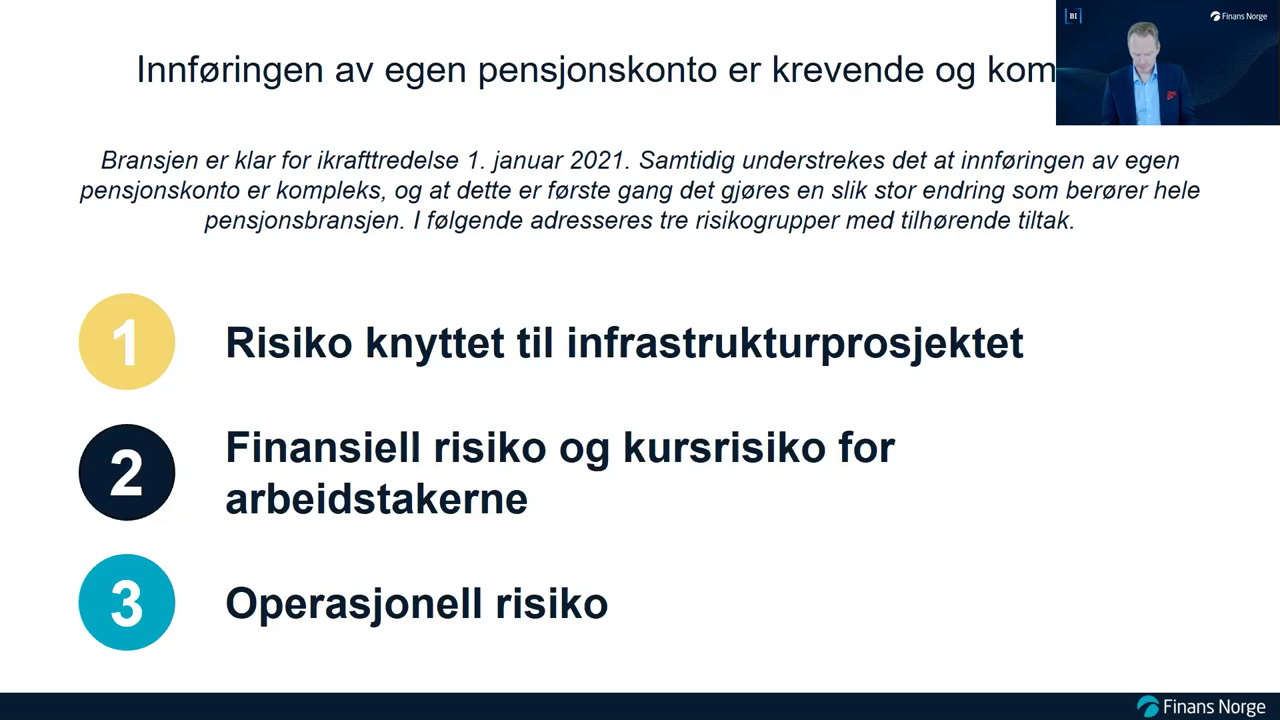 Innføringen av egen pensjonskonto er krevende og kom
BI
Finans Norge
Bransjen er klar for ikrafttredelse 1. januar 2021. Samtidig understrekes det at innføringen av egen
pensjonskonto er kompleks, og at dette er første gang det gjøres en slik stor endring som berører hele
pensjonsbransjen. I følgende adresseres tre risikogrupper med tilhørende tiltak.
1
Risiko knyttet til infrastrukturprosjektet
2
Finansiell risiko og kursrisiko for
arbeidstakerne
3
Operasjonell risiko
Finans Norge